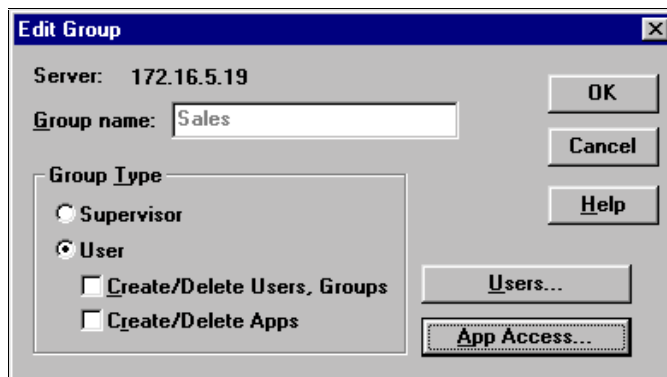 Edit Group
Server: 172.16.5.19
Group name: Sales
Group Type
Supervisor
User
Create/Delete Users, Groups
Create/Delete Apps
OK
Cancel
Help
Users...
App Access...